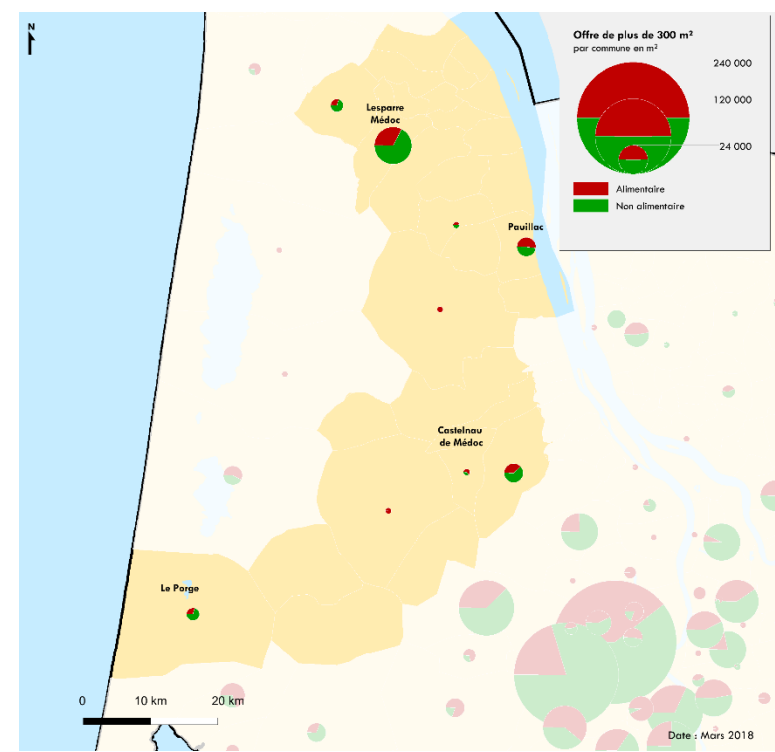 N
Offre de plus de 300 m²
par commune en m²
240 000
120 000
24 000
Alimentaire
Non alimentaire
Lesparre
Médoc
Pauillac
Castelnau
de Médoc
Le Porge
0 10 km 20 km
Date : Mars 2018